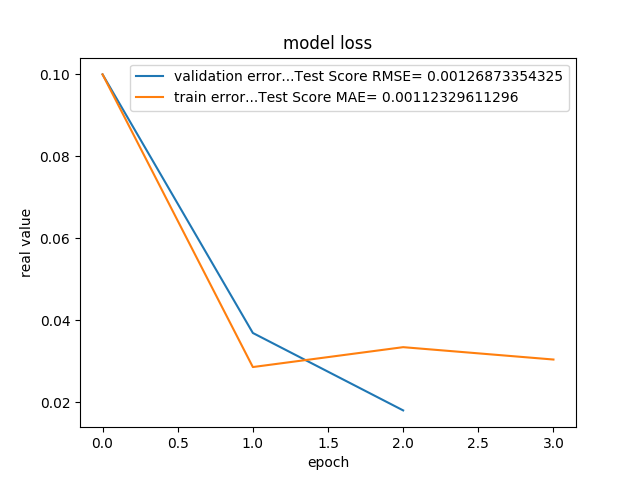 model loss
validation error...Test Score RMSE= 0.00126873354325
train error...Test Score MAE= 0.00112329611296
real value
0.10
0.08
0.06
0.04
0.02
0.0 0.5 1.0 1.5 2.0 2.5 3.0
epoch